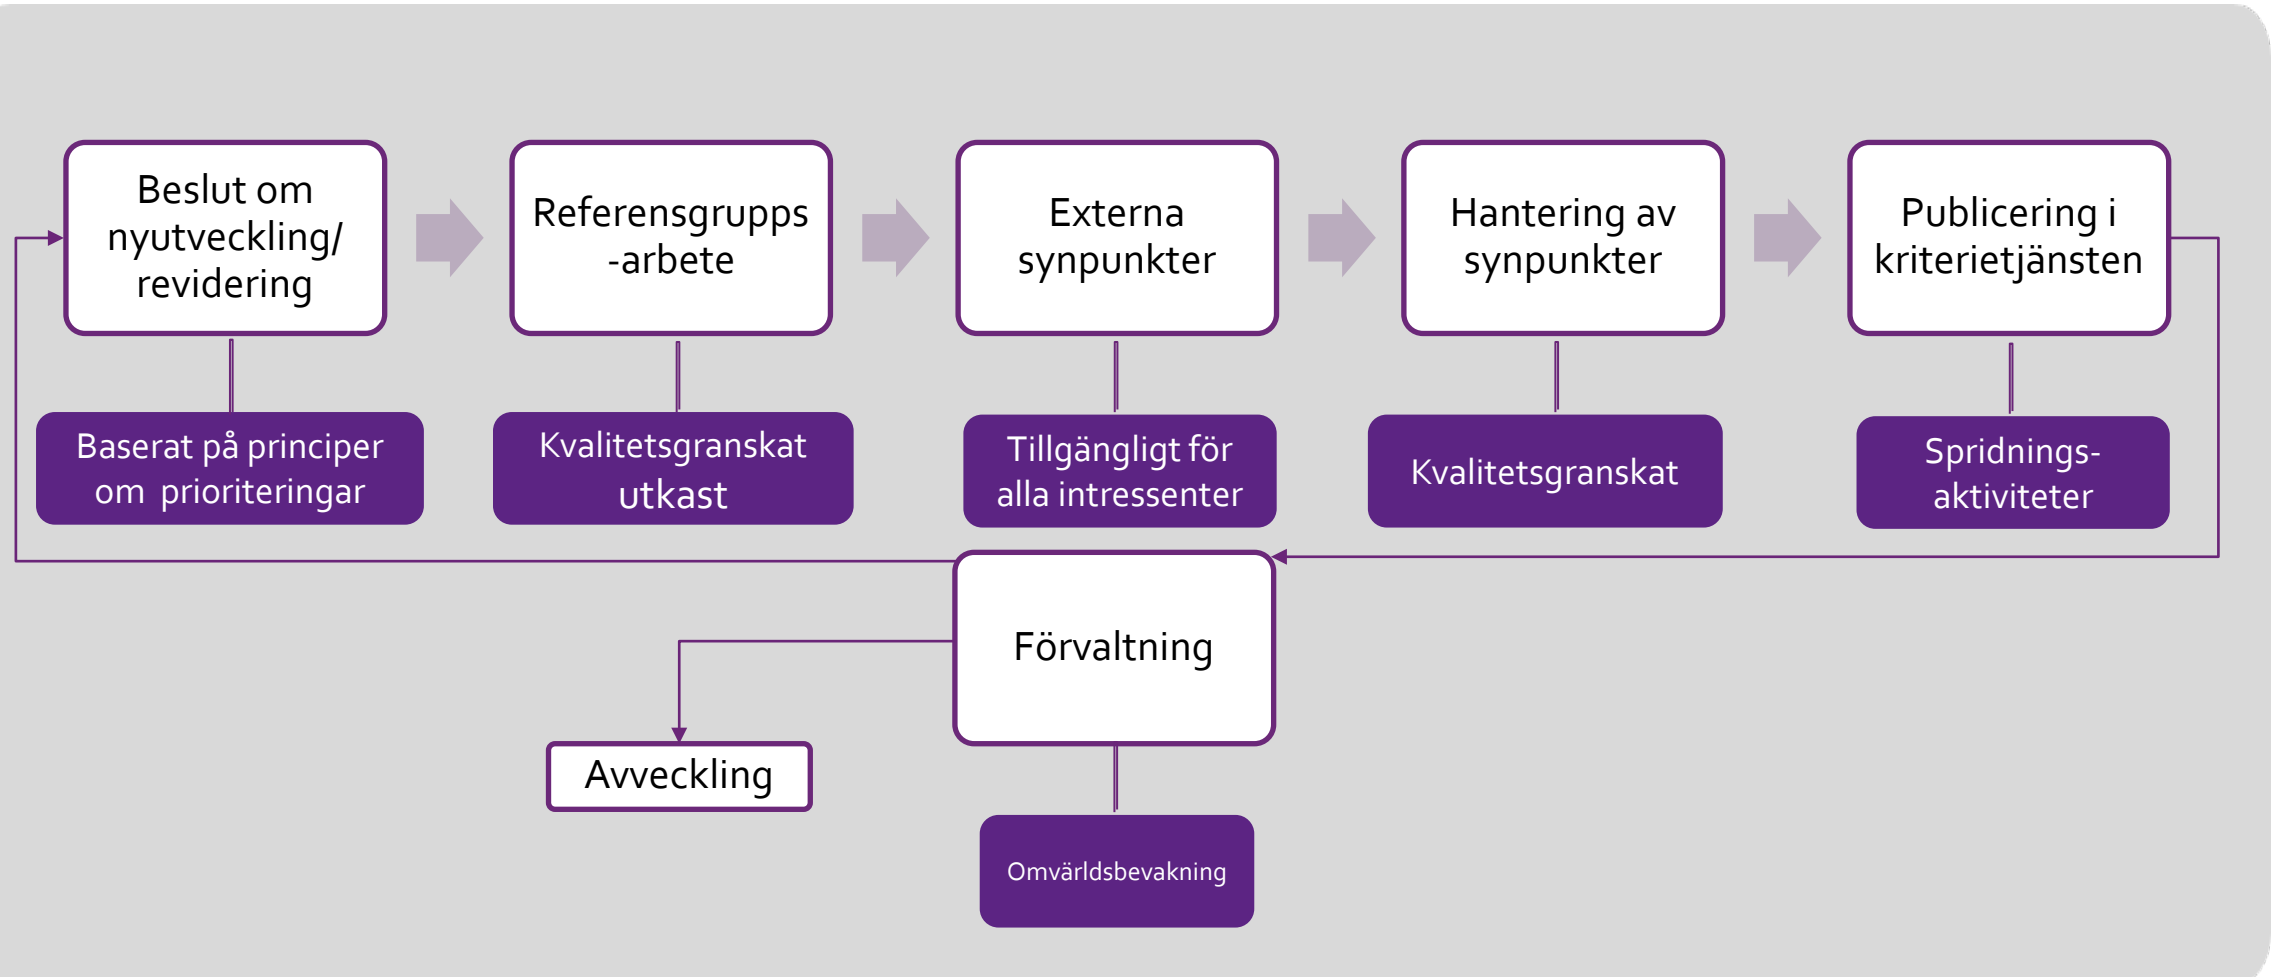 Beslut om
nyutveckling/
revidering
Referensgrupps
-arbete
Externa
synpunkter
Hantering av
synpunkter
Publicering i
kriterietjänsten
Baserat på principer
om prioriteringar
Kvalitetsgranskat
utkast
Tillgängligt för
alla intressenter
Kvalitetsgranskat
Spridnings-
aktiviteter
Förvaltning
Avveckling
Omvärldsbevakning